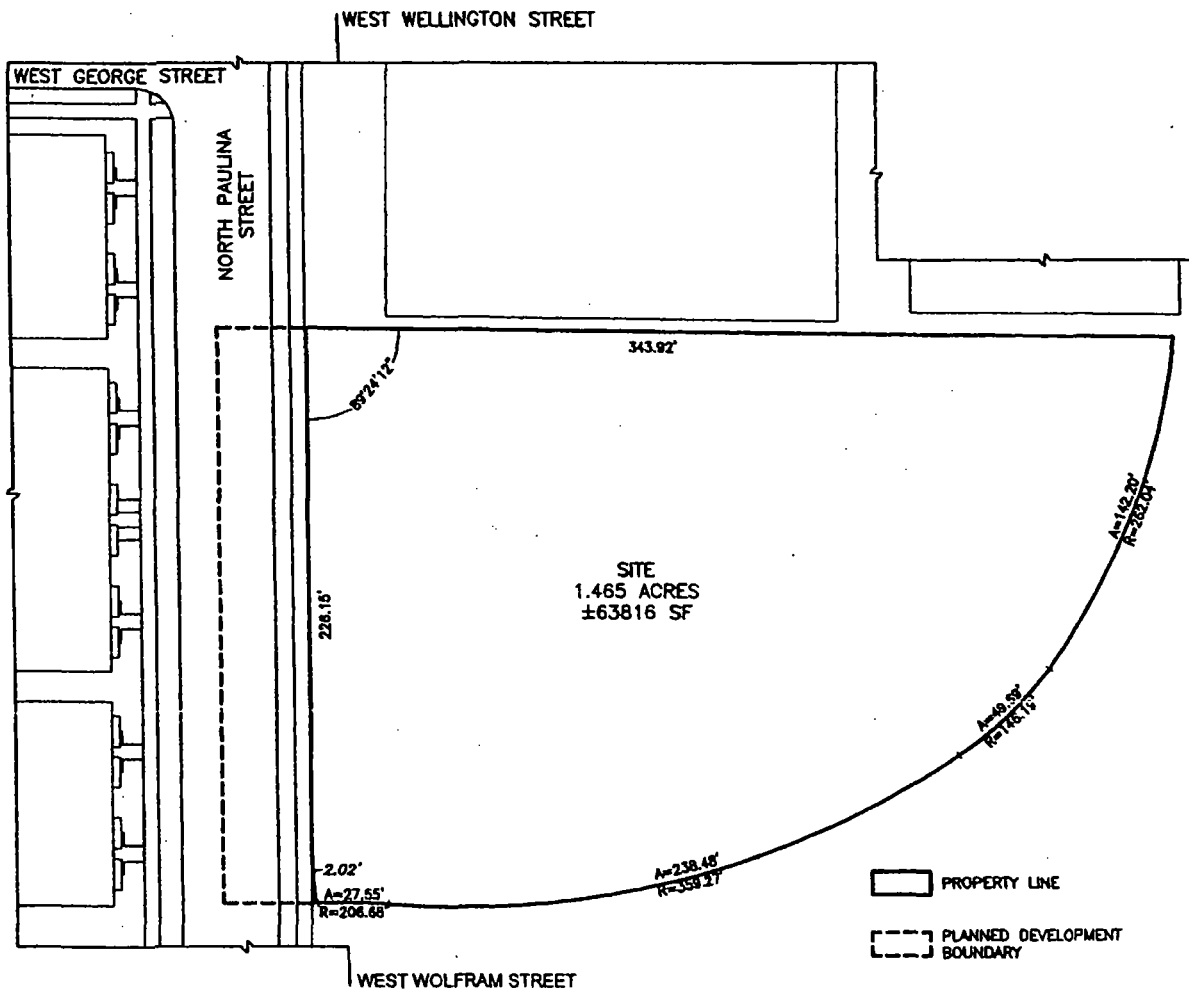 WEST WELLINGTON STREET
WEST GEORGE STREET
NORTH PAULINA
STREET
343.92'
89°24'12"
A=142.20'
R=262.04'
SITE
1.465 ACRES
±63816 SF
226.15'
A=49.59'
2.02'
A=27.55'
R=206.68'
A=238.48'
R=359.27'
PROPERTY LINE
PLANNED DEVELOPMENT
BOUNDARY
WEST WOLFRAM STREET